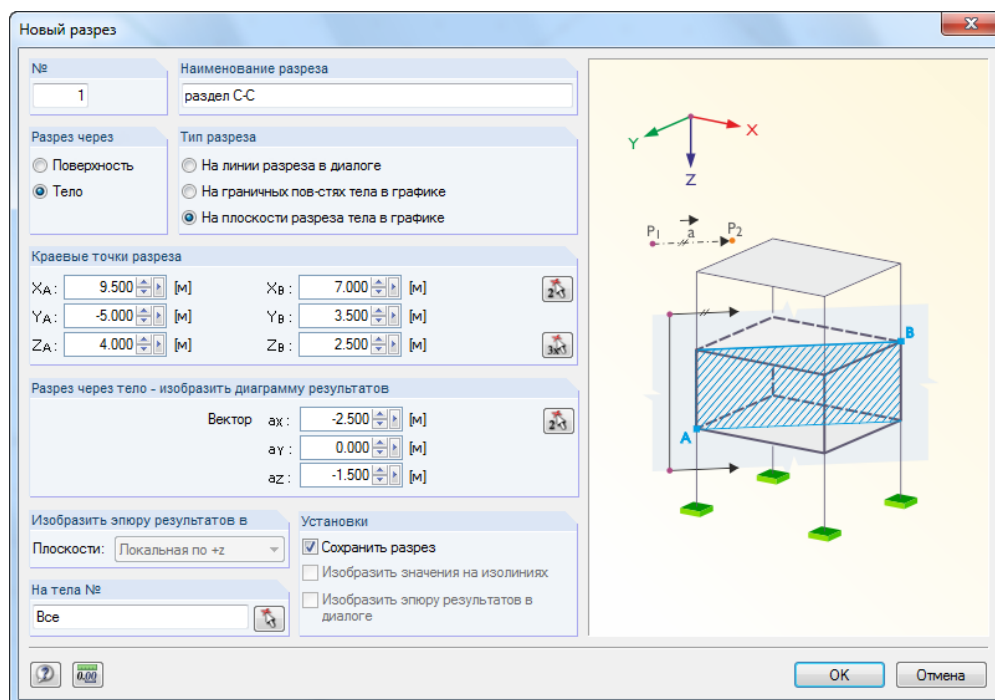 Новый разрез
№
1
Наименование разреза
раздел C-C
Разрез через
Поверхность
Тело
Тип разреза
На линии разреза в диалоге
На граничных пов-стях тела в графике
На плоскости разреза тела в графике
Краевые точки разреза
XA: 9.500 [м] XB: 7.000 [м]
YA: -5.000 [м] YB: 3.500 [м]
ZA: 4.000 [м] ZB: 2.500 [м]
Разрез через тело - изобразить диаграмму результатов
Вектор ax: -2.500 [м]
aY: 0.000 [м]
az: -1.500 [м]
Изобразить эпюру результатов в
Плоскости: Локальная по +z
На тела №
Все
Установки
Сохранить разрез
Изобразить значения на изолиниях
Изобразить эпюру результатов в
диалоге
Y X
Z
P1 a P2
B
A
0.00
OK
Отмена